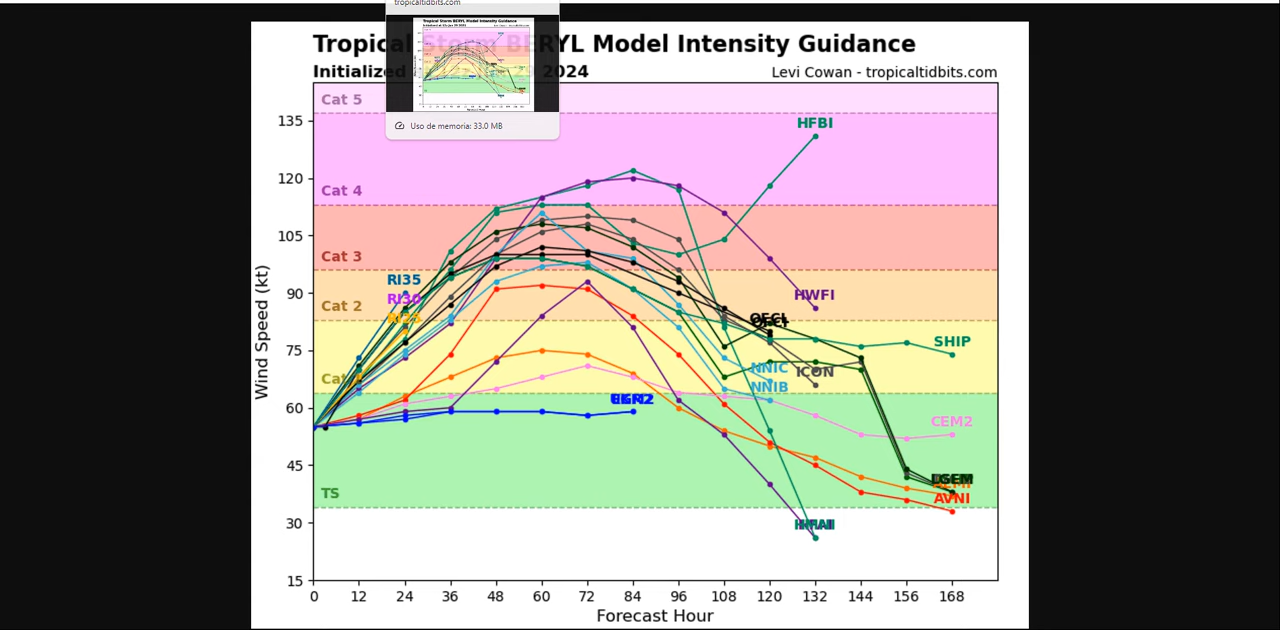 tropicaltidbits.com
Tropical Storm BERYL Model Intensity Guidance
Initialized 2024
Levi Cowan - tropicaltidbits.com
Uso de memoria: 33.0 MB
Cat 5
135
HFBI
120
Cat 4
105
Cat 3
RI35
90
RI30
HWFI
Cat 2
OFCL
SHIP
75
NNIC
ICON
Cat
NNIB
60
CEM2
45
TS
AVNI
30
15
0 12 24 36 48 60 72 84 96 108 120 132 144 156 168
Forecast Hour
Wind Speed (kt)